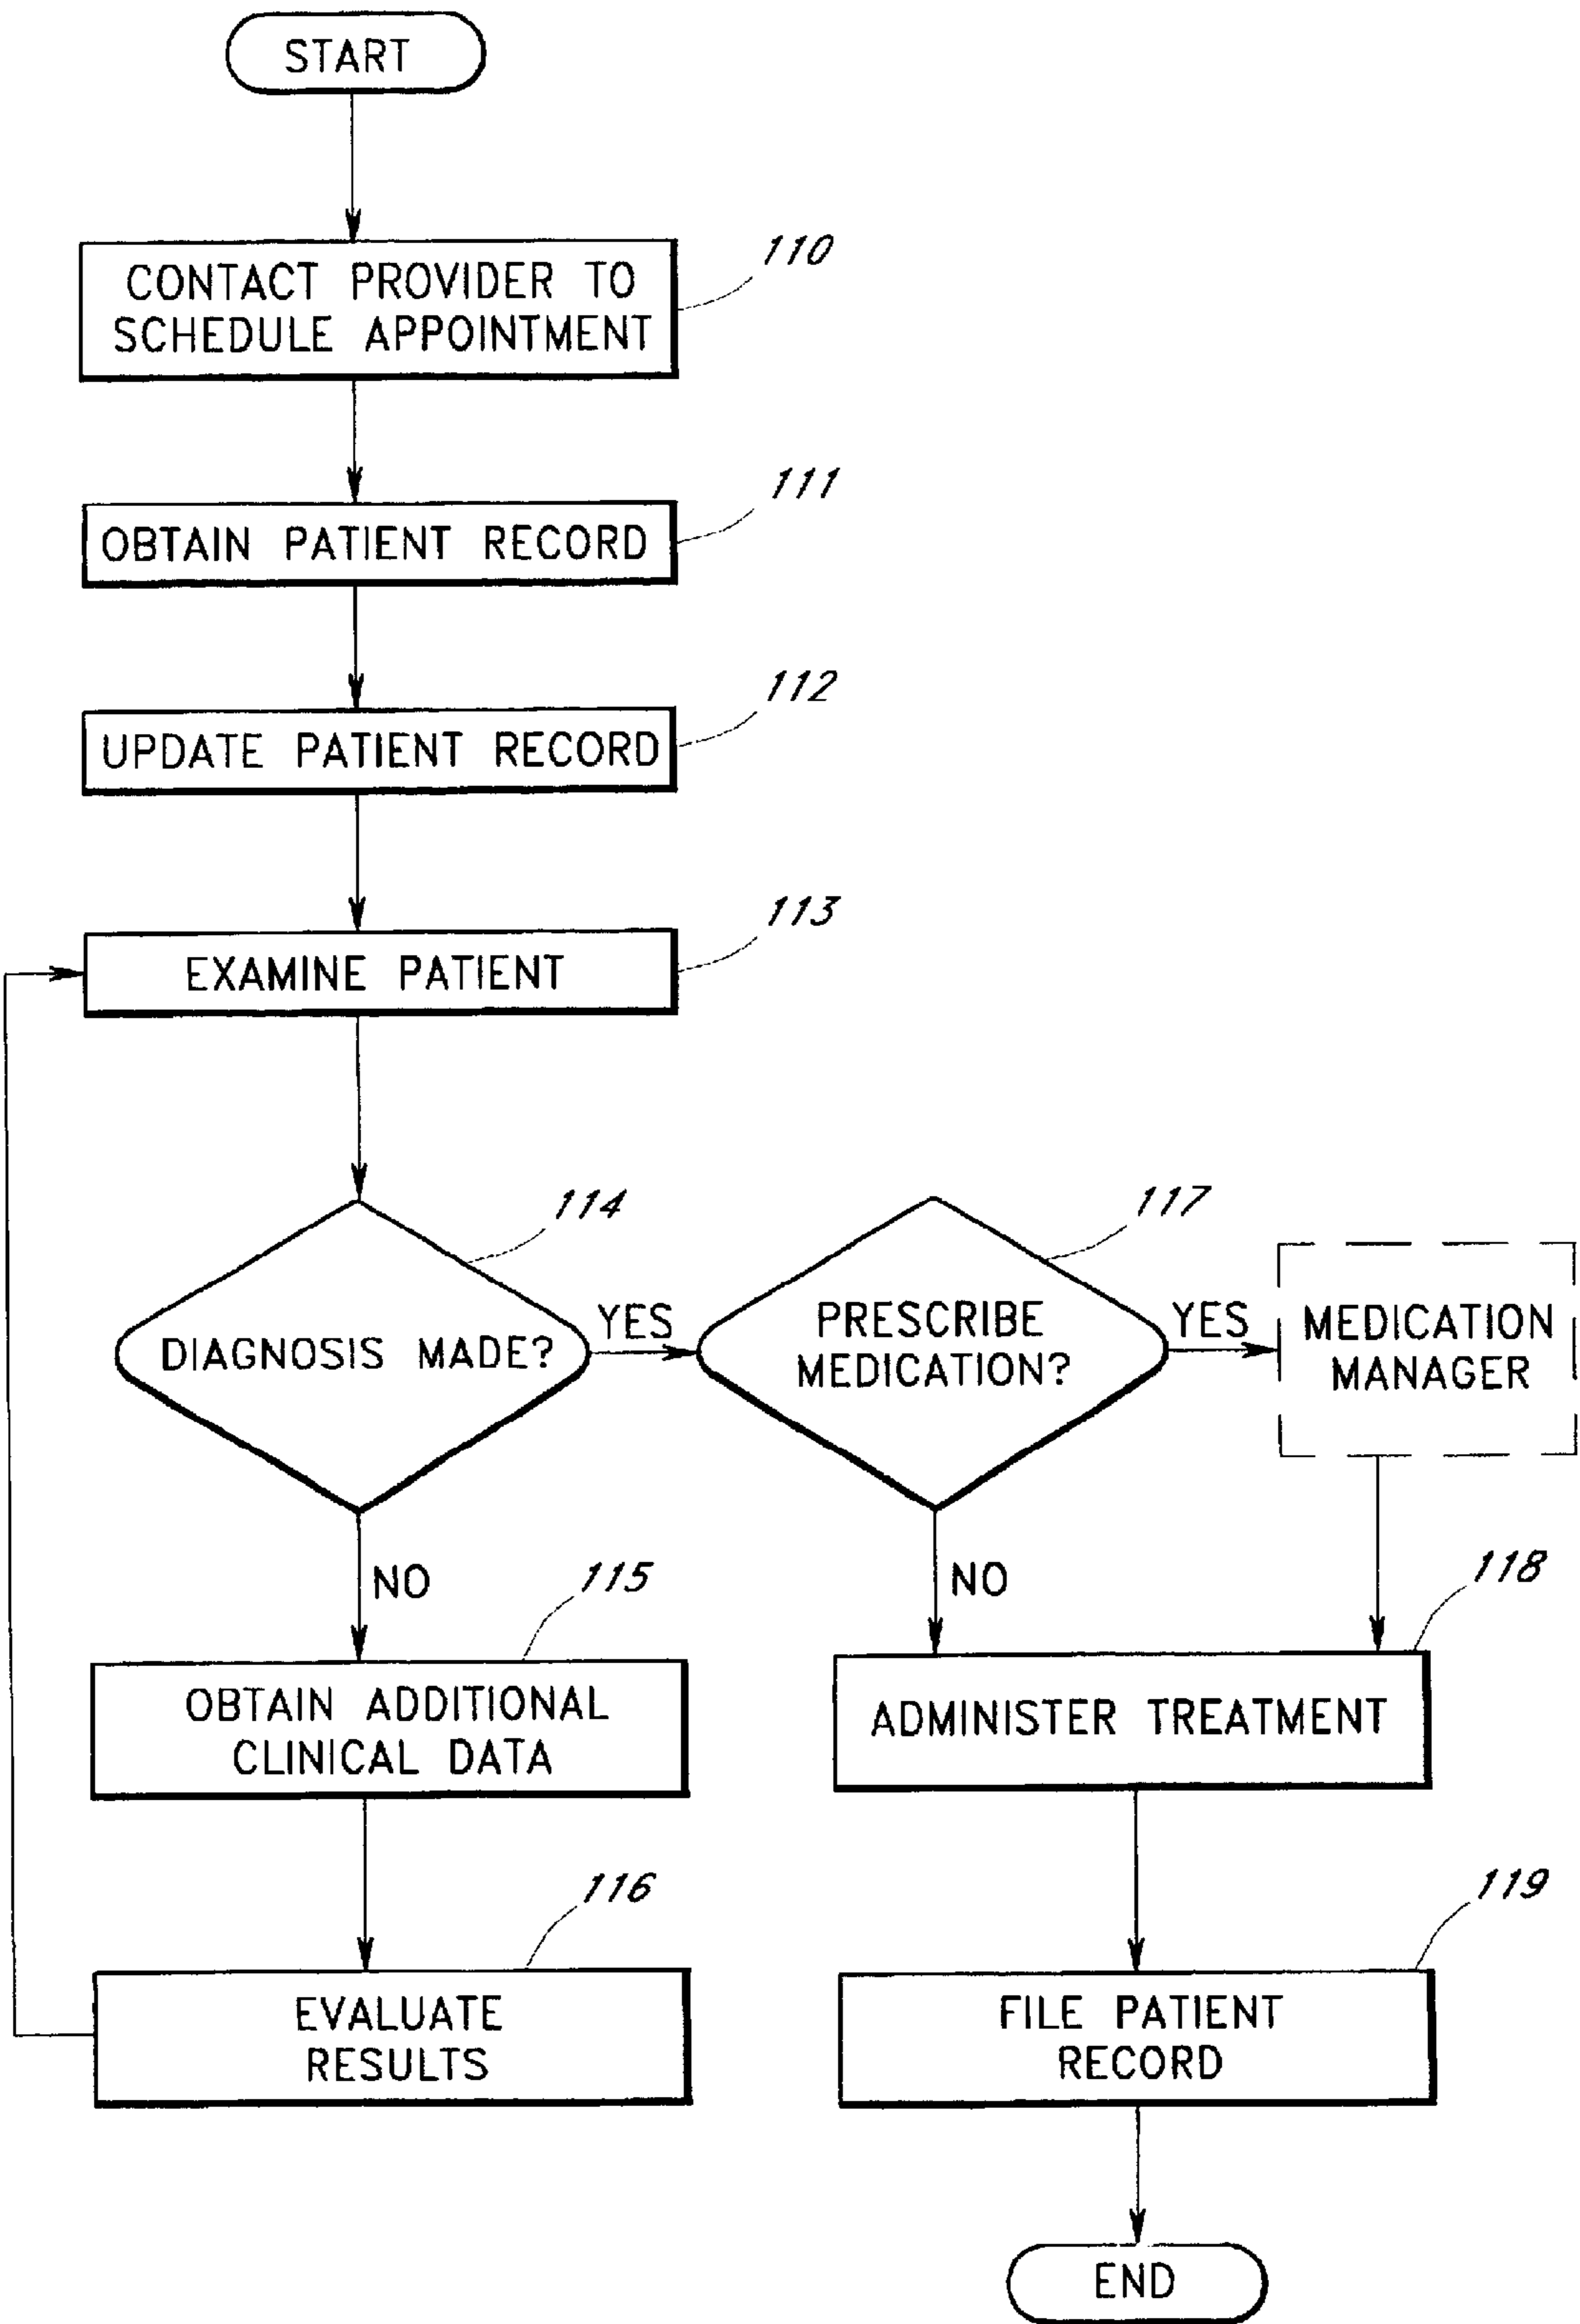 START
110
CONTACT PROVIDER TO
SCHEDULE APPOINTMENT
111
OBTAIN PATIENT RECORD
112
UPDATE PATIENT RECORD
113
EXAMINE PATIENT
114
DIAGNOSIS MADE?
YES
117
PRESCRIBE
MEDICATION?
YES
MEDICATION
MANAGER
NO
115
OBTAIN ADDITIONAL
CLINICAL DATA
NO
118
ADMINISTER TREATMENT
116
EVALUATE
RESULTS
119
FILE PATIENT
RECORD
END